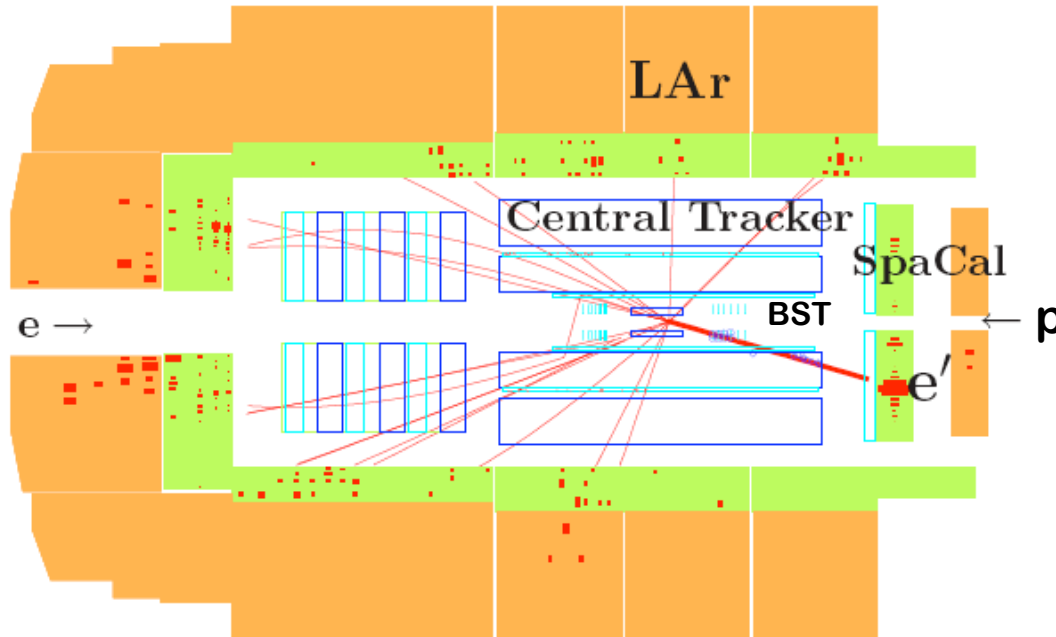 LAr
Central Tracker
SpaCal
BST
e →
← p
e′